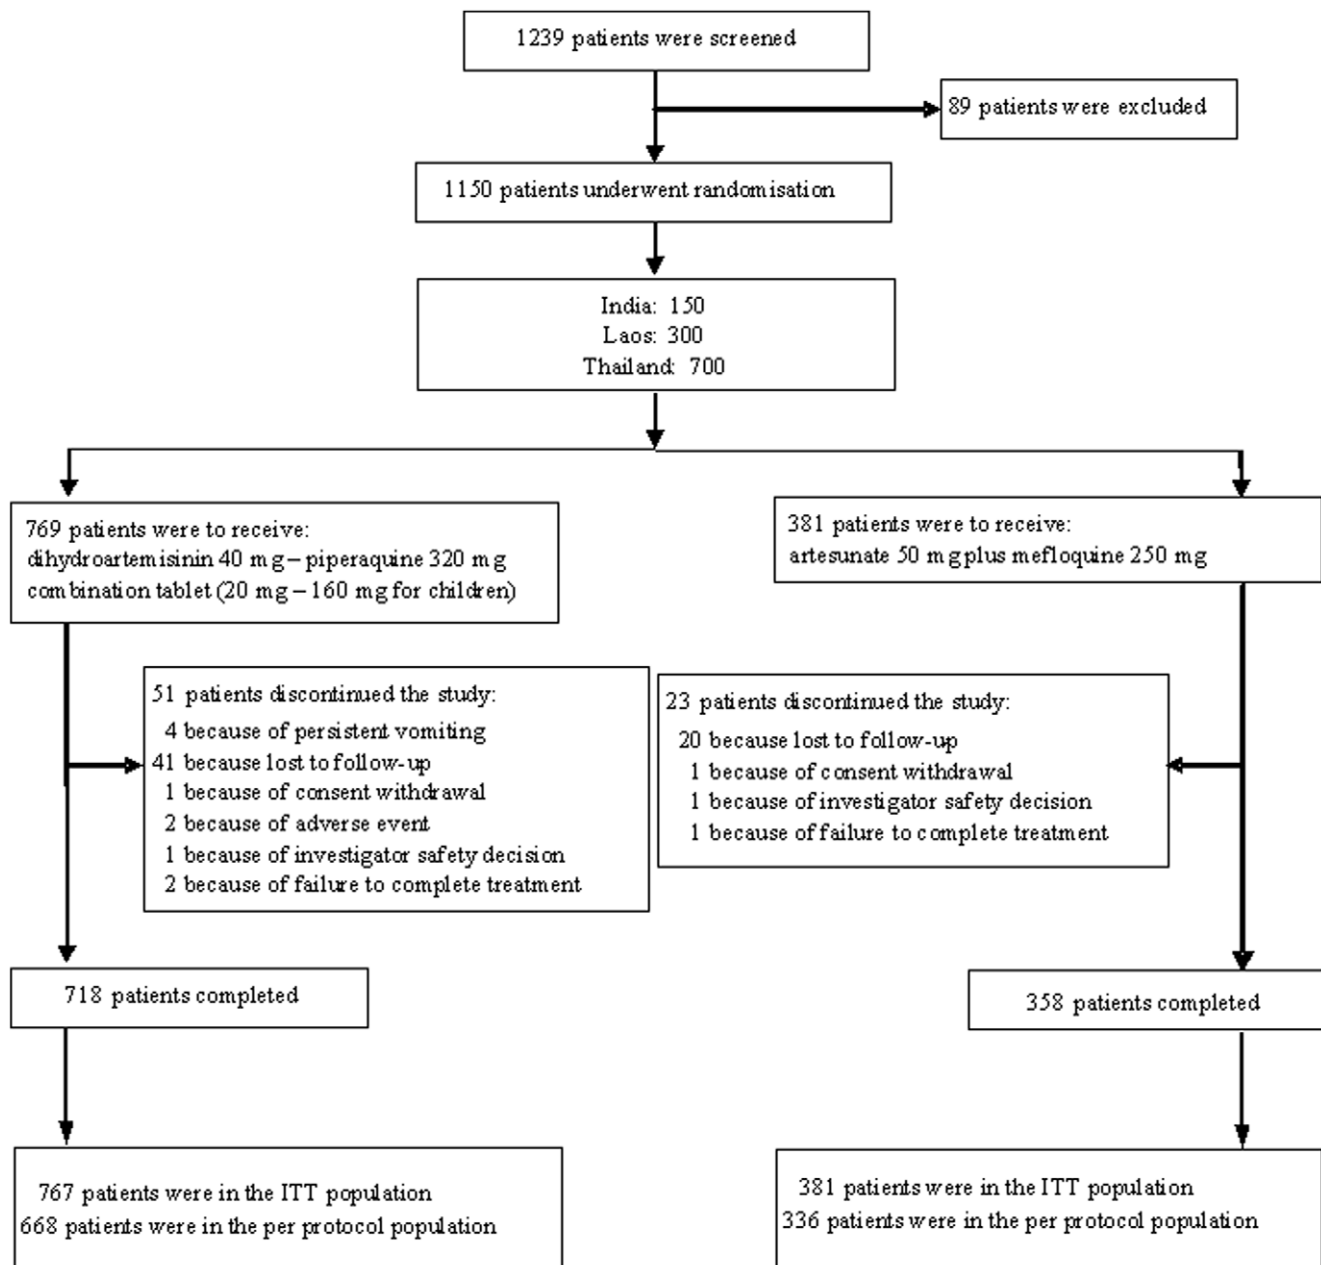 1239 patients were screened
89 patients were excluded
1150 patients underwent randomisation
India: 150
Laos: 300
Thailand: 700
769 patients were to receive:
dihydroartemisinin 40 mg – piperaquine 320 mg
combination tablet (20 mg – 160 mg for children)
381 patients were to receive:
artesunate 50 mg plus mefloquine 250 mg
51 patients discontinued the study:
4 because of persistent vomiting
41 because lost to follow-up
1 because of consent withdrawal
2 because of adverse event
1 because of investigator safety decision
2 because of failure to complete treatment
23 patients discontinued the study:
20 because lost to follow-up
1 because of consent withdrawal
1 because of investigator safety decision
1 because of failure to complete treatment
718 patients completed
358 patients completed
767 patients were in the ITT population
668 patients were in the per protocol population
381 patients were in the ITT population
336 patients were in the per protocol population